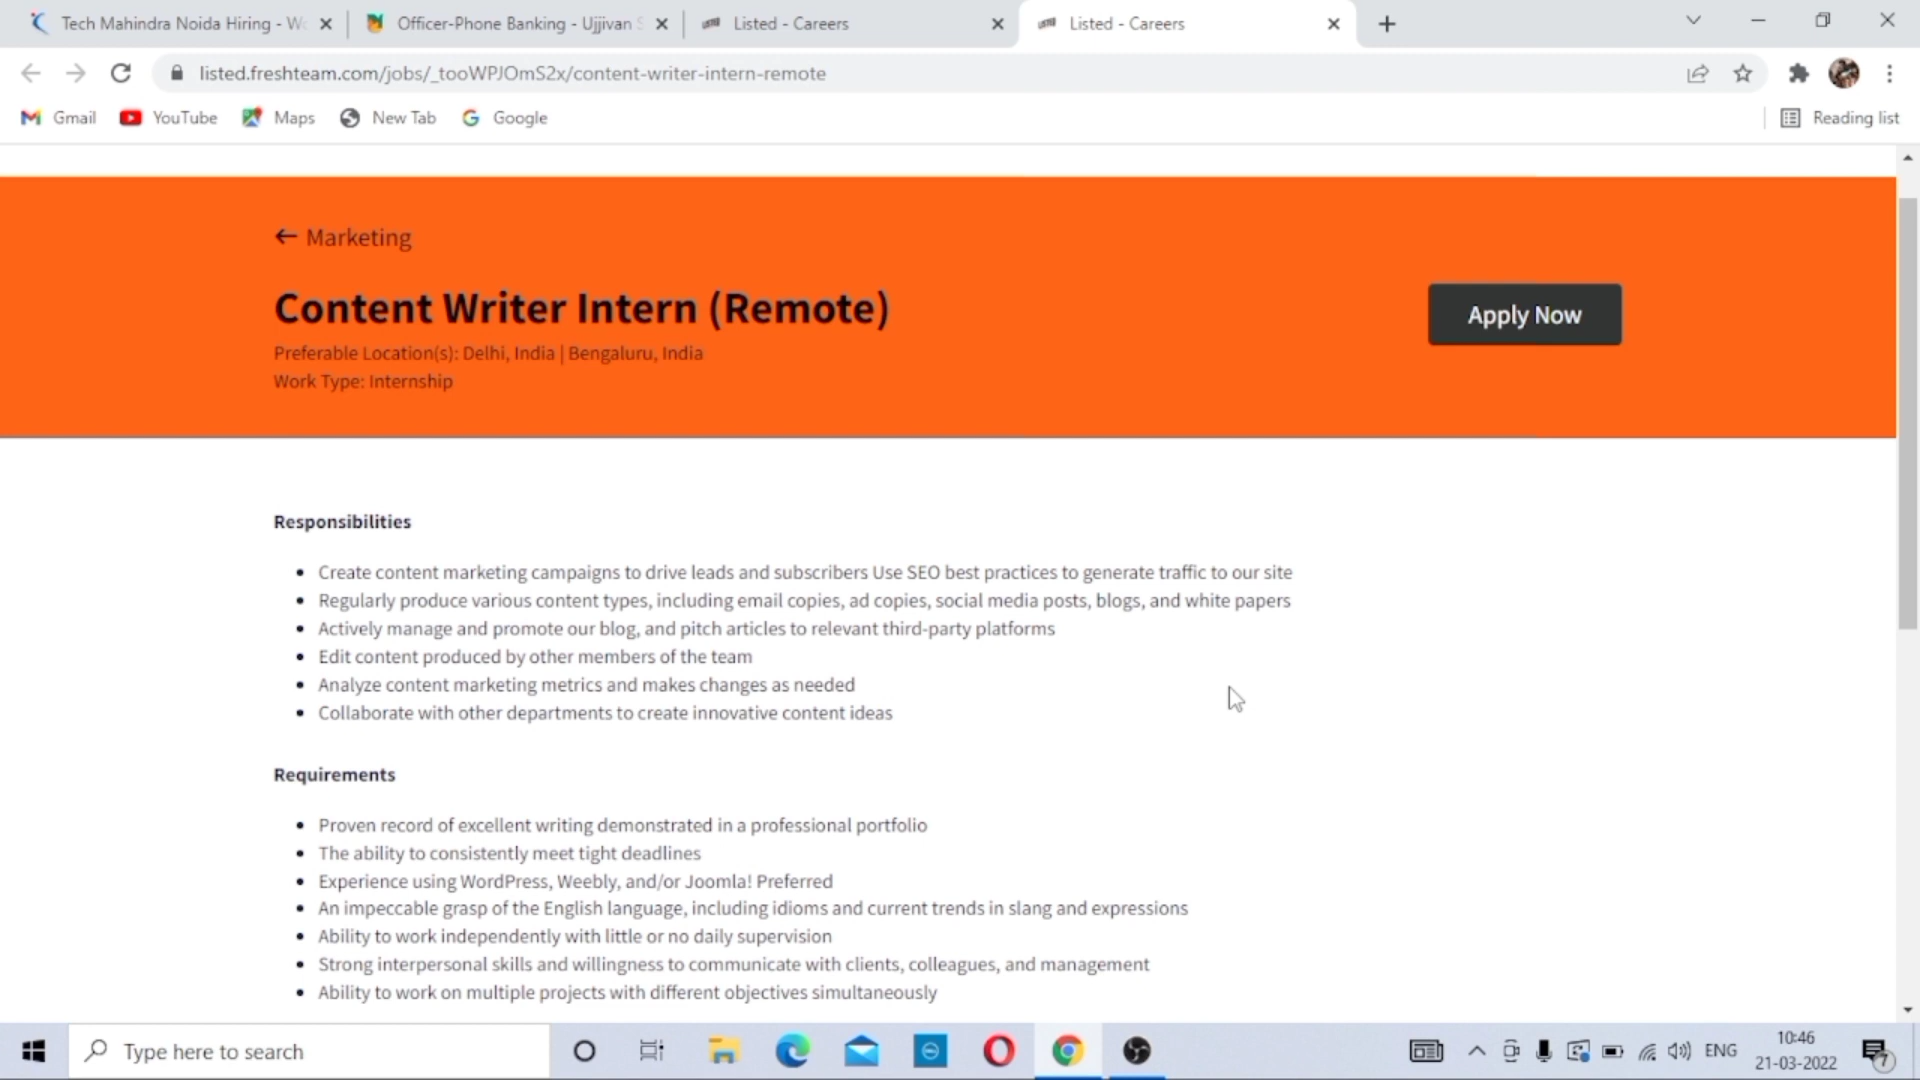 Tech Mahindra Noida Hiring - Wo
Officer-Phone Banking - Ujjivan S
Listed - Careers
Listed - Careers
listed.freshteam.com/jobs/_tooWPJOmS2x/content-writer-intern-remote
Gmail
YouTube
Maps
New Tab
Google
Reading list
← Marketing
Content Writer Intern (Remote)
Apply Now
Preferable Location(s): Delhi, India | Bengaluru, India
Work Type: Internship
Responsibilities
• Create content marketing campaigns to drive leads and subscribers Use SEO best practices to generate traffic to our site
• Regularly produce various content types, including email copies, ad copies, social media posts, blogs, and white papers
• Actively manage and promote our blog, and pitch articles to relevant third-party platforms
• Edit content produced by other members of the team
• Analyze content marketing metrics and makes changes as needed
• Collaborate with other departments to create innovative content ideas
Requirements
• Proven record of excellent writing demonstrated in a professional portfolio
• The ability to consistently meet tight deadlines
• Experience using WordPress, Weebly, and/or Joomla! Preferred
• An impeccable grasp of the English language, including idioms and current trends in slang and expressions
• Ability to work independently with little or no daily supervision
• Strong interpersonal skills and willingness to communicate with clients, colleagues, and management
• Ability to work on multiple projects with different objectives simultaneously
Type here to search
ENG
10:46
21-03-2022
7